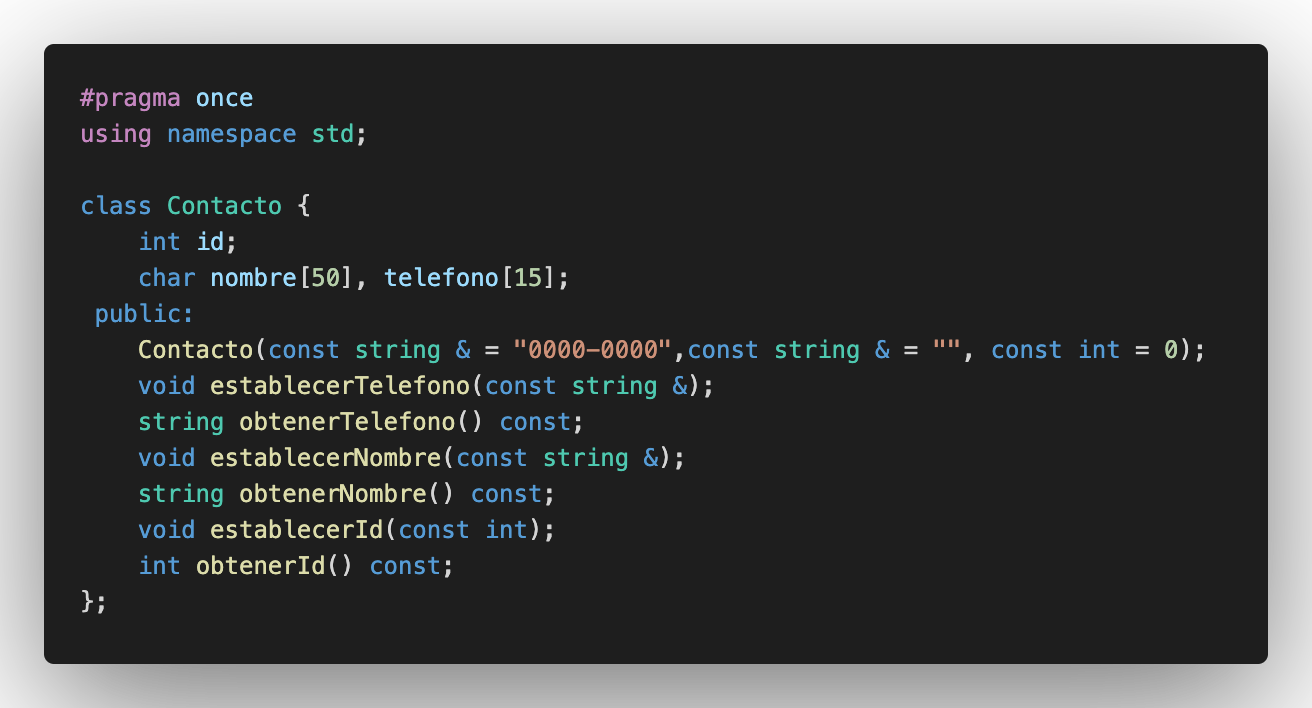 #pragma once
using namespace std;

class Contacto {
    int id;
    char nombre[50], telefono[15];
 public:
    Contacto(const string & = "0000-0000",const string & = "", const int = 0);
    void establecerTelefono(const string &);
    string obtenerTelefono() const;
    void establecerNombre(const string &);
    string obtenerNombre() const;
    void establecerId(const int);
    int obtenerId() const;
};